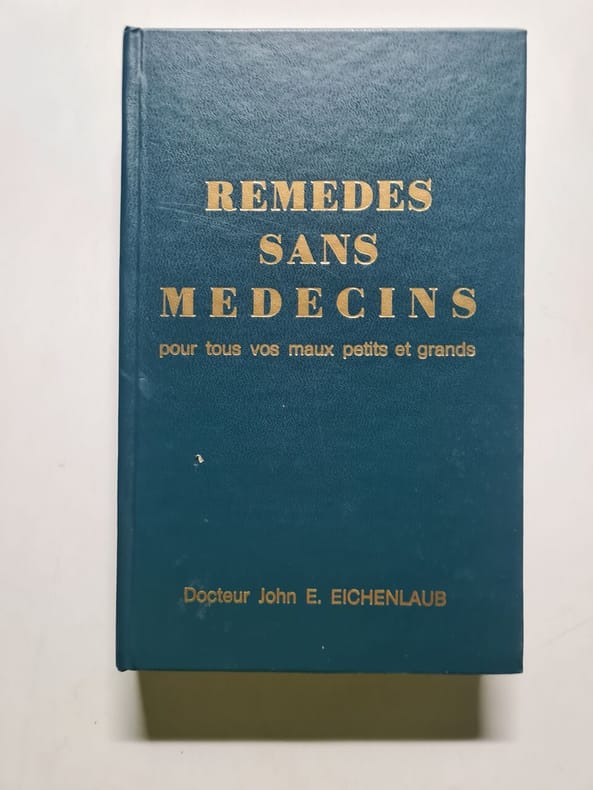 REMEDES
SANS
MEDECINS
pour tous vos maux petits et grands
Docteur John E. EICHENLAUB